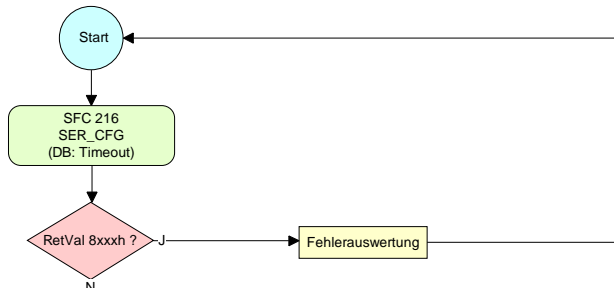 Start
SFC 216
SER_CFG
(DB: Timeout)
RetVal 8xxxh ?
J
Fehlerauswertung
N